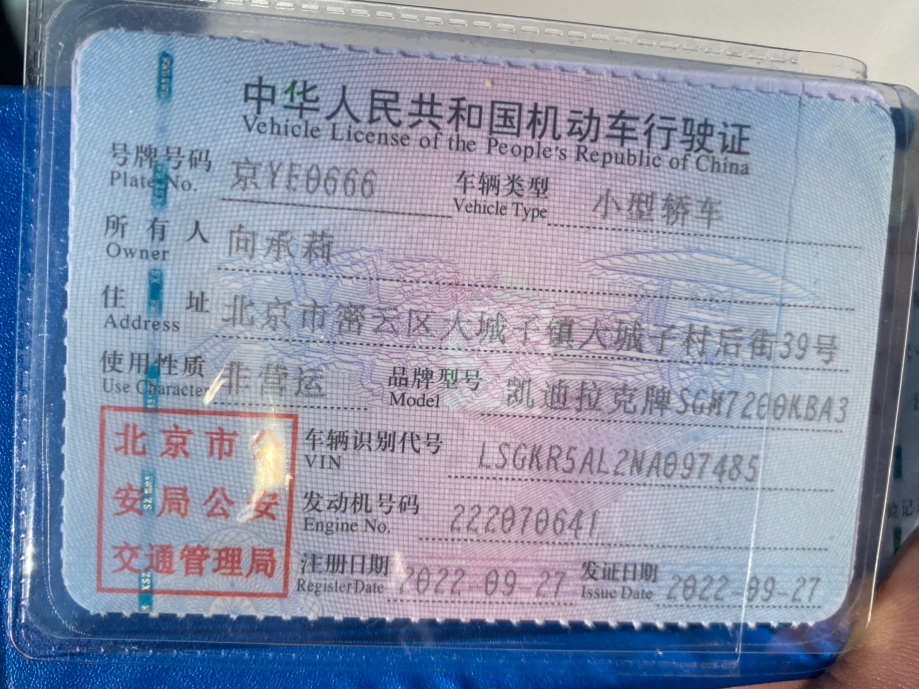 中华人民共和国机动车行驶证
Vehicle License of the People's Republic of China
号牌号码 京YE0666 车辆类型 小型轿车
Plate No. Vehicle Type
所有人 向承莉
Owner
住址 北京市密云区大城子镇大城子村后街39号
Address
使用性质 非营运 品牌型号 凯迪拉克牌SGM7200KBA3
Use Character Model
北京市公
安局公安
交通管理局
车辆识别代号 LSGKR5AL2NA097485
VIN
发动机号码 222070641
Engine No.
注册日期 2022-09-27 发证日期 2022-09-27
Register Date Issue Date